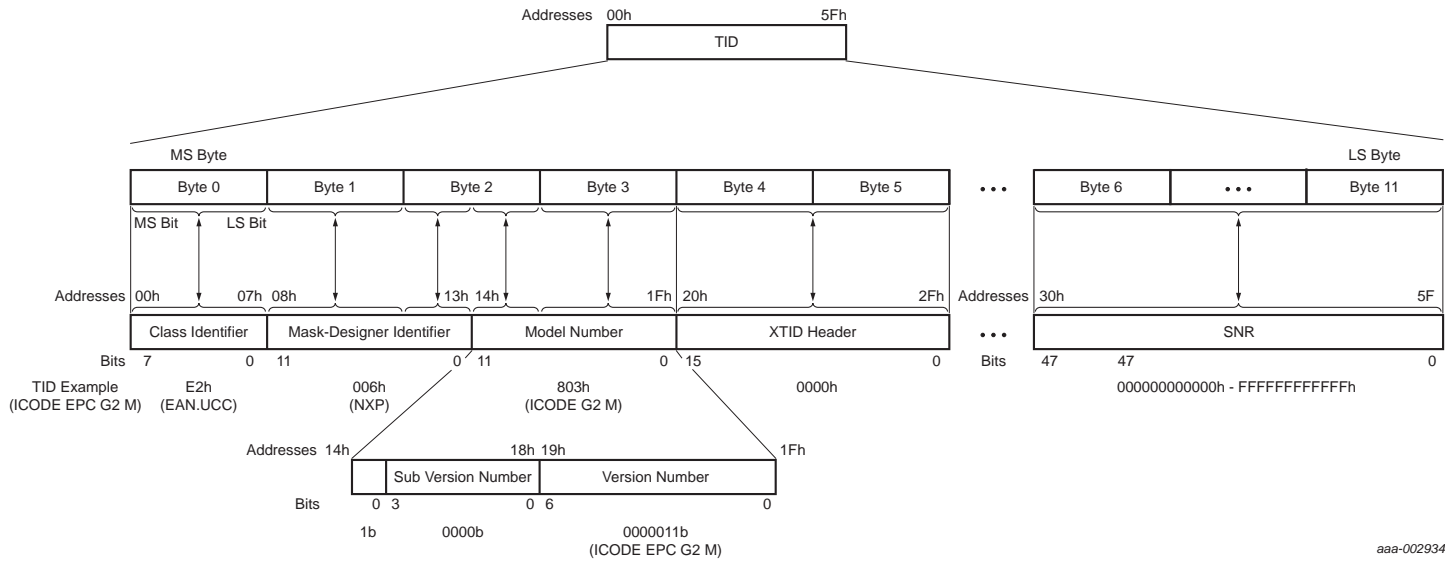 Addresses 00h 5Fh
TID
MS Byte LS Byte
Byte 0 Byte 1 Byte 2 Byte 3 Byte 4 Byte 5 • • • Byte 6 • • • Byte 11
MS Bit LS Bit
Addresses 00h 07h 08h 13h 14h 1Fh 20h 2Fh Addresses 30h 5F
Class Identifier Mask-Designer Identifier Model Number XTID Header • • • SNR
Bits 7 0 11 0 11 0 15 0 Bits 47 47 0
TID Example E2h 006h 803h 0000h 000000000000h - FFFFFFFFFFFFh
(ICODE EPC G2 M) (EAN.UCC) (NXP) (ICODE G2 M)
Addresses 14h 18h 19h 1Fh
Sub Version Number Version Number
Bits 0 3 0 6 0
1b 0000b 0000011b
(ICODE EPC G2 M)
aaa-002934